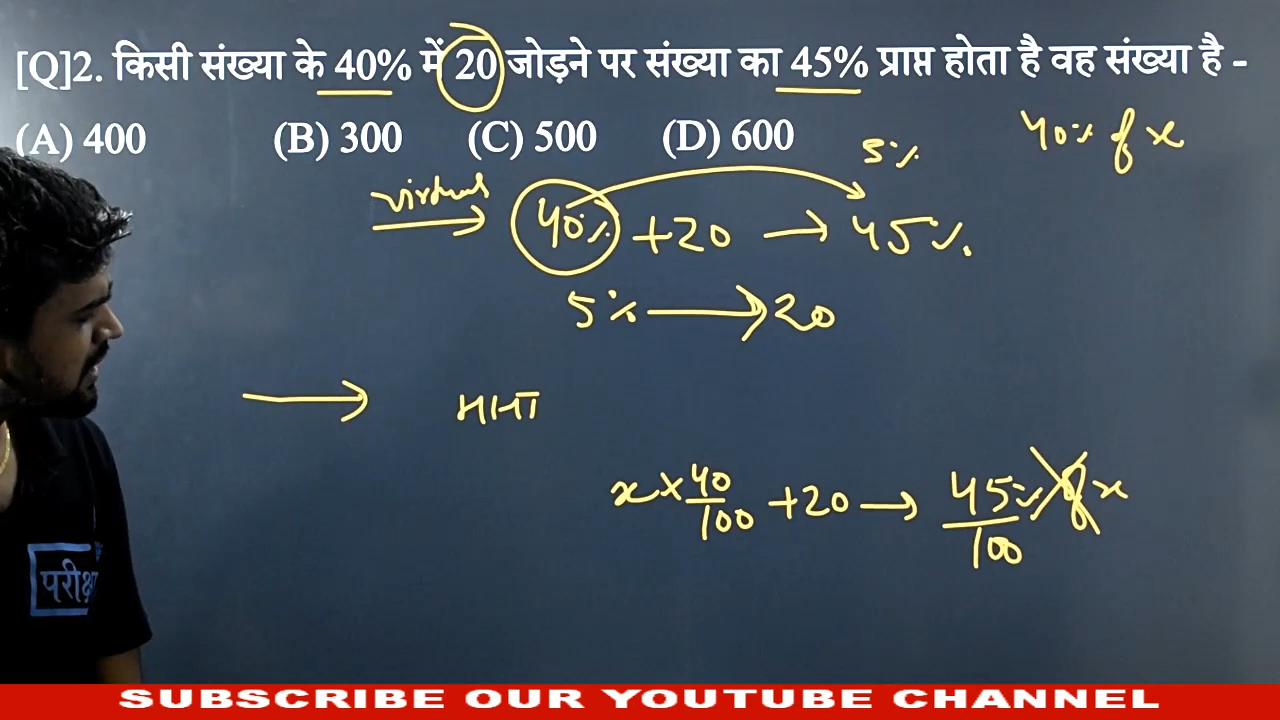 [Q]2. किसी संख्या के 40% में 20 जोड़ने पर संख्या का 45% प्राप्त होता है वह संख्या है -
(A) 400 (B) 300 (C) 500 (D) 600
40% of x
5%
virtual
40% +20 → 45%
5% → 20
→ माना
x × 40/100 + 20 → 45%/100 of x
परीक्षा
SUBSCRIBE OUR YOUTUBE CHANNEL